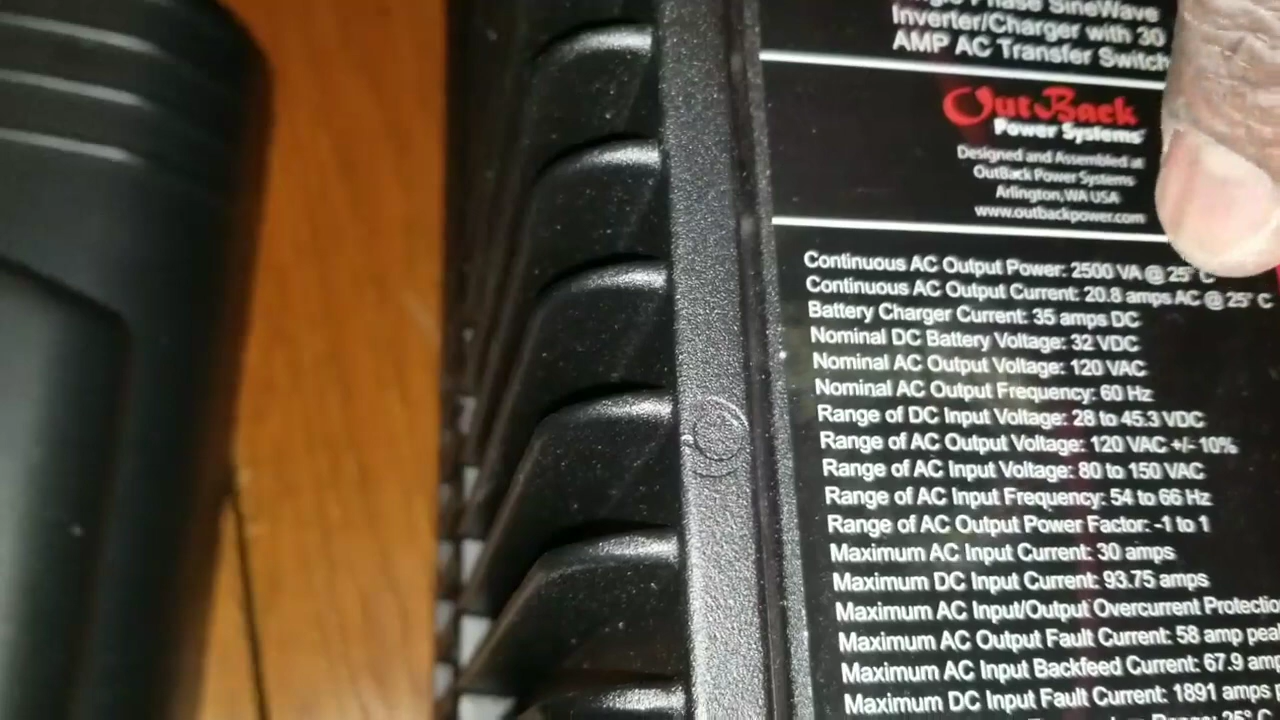 Phase SineWave
Inverter/Charger with 30
AMP AC Transfer Switch
OutBack
Power Systems
Designed and Assembled at
OutBack Power Systems
Arlington, WA USA
www.outbackpower.com
Continuous AC Output Power: 2500 VA @ 25° C
Continuous AC Output Current: 20.8 amps AC @ 25° C
Battery Charger Current: 35 amps DC
Nominal DC Battery Voltage: 32 VDC
Nominal AC Output Voltage: 120 VAC
Nominal AC Output Frequency: 60 Hz
Range of DC Input Voltage: 28 to 45.3 VDC
Range of AC Output Voltage: 120 VAC +/- 10%
Range of AC Input Voltage: 80 to 150 VAC
Range of AC Input Frequency: 54 to 66 Hz
Range of AC Output Power Factor: -1 to 1
Maximum AC Input Current: 30 amps
Maximum DC Input Current: 93.75 amps
Maximum AC Input/Output Overcurrent Protectio
Maximum AC Output Fault Current: 58 amp pea
Maximum AC Input Backfeed Current: 67.9 amp
Maximum DC Input Fault Current: 1891 amps p
25° C